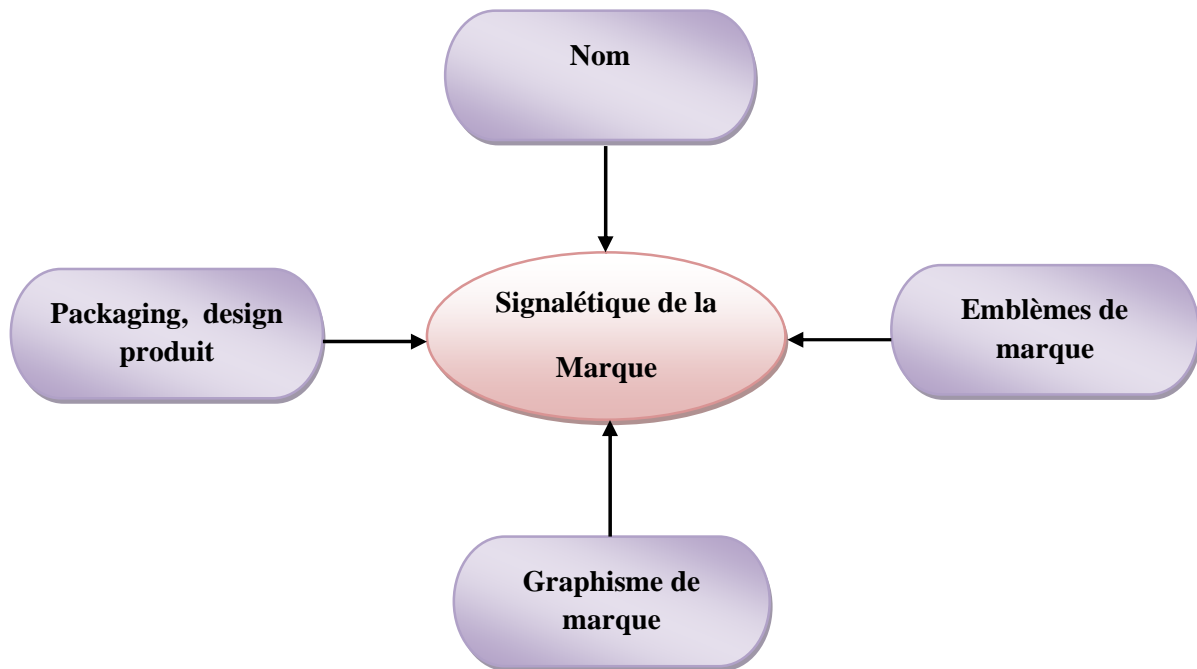 Nom
Packaging, design
produit
Signalétique de la
Marque
Emblèmes de
marque
Graphisme de
marque